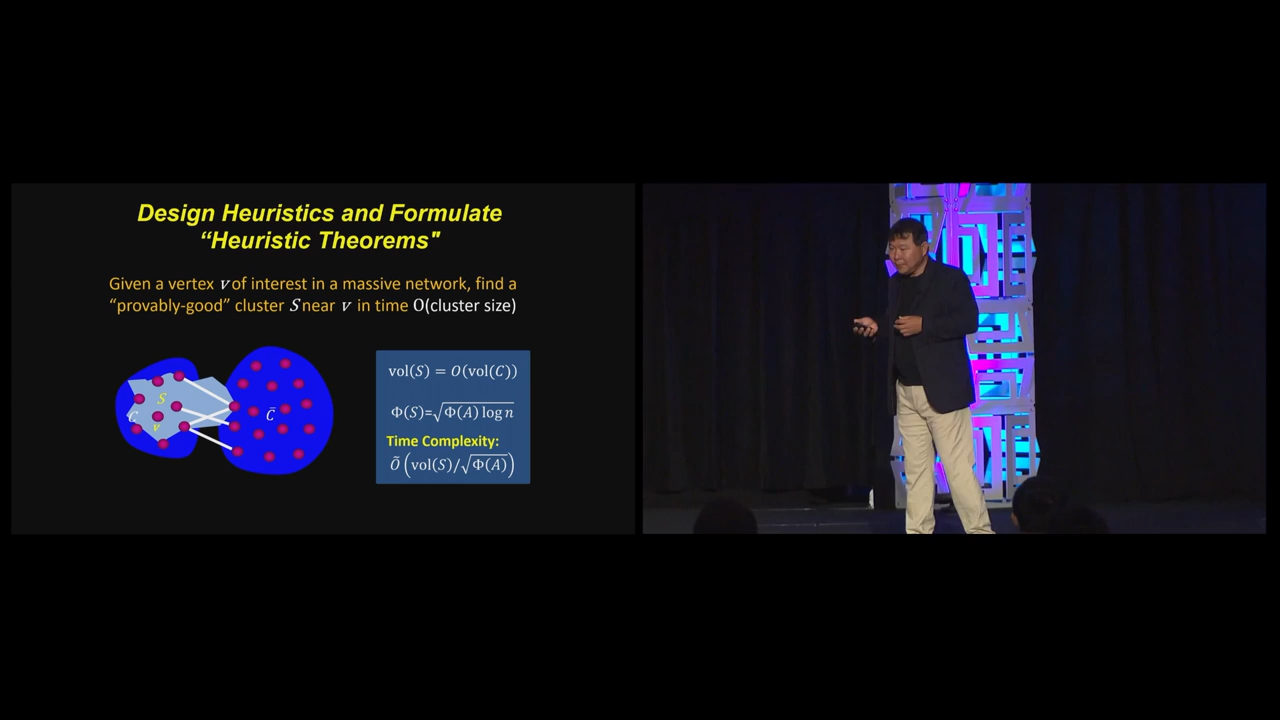 Design Heuristics and Formulate
“Heuristic Theorems"
Given a vertex v of interest in a massive network, find a
“provably-good” cluster S near v in time O(cluster size)
S
C
v
C̄
vol(S) = O(vol(C))
Φ(S)=√(Φ(A) log n)
Time Complexity:
Õ(vol(S)/√Φ(A))